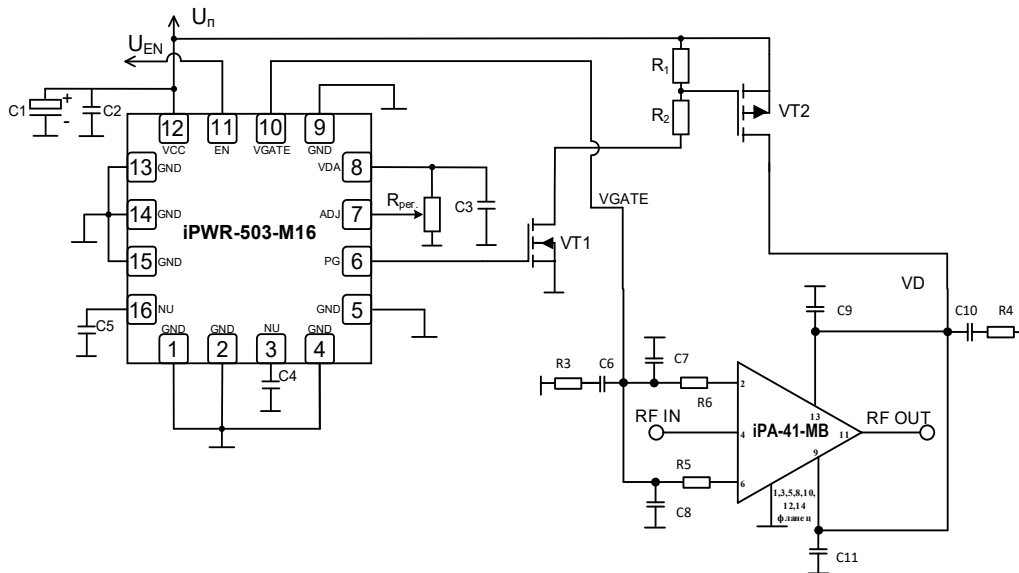 Uп
UEN
C1
+
-
C2
12
VCC
11
EN
10
VGATE
9
GND
13
GND
14
GND
15
GND
16
NU
C5
iPWR-503-M16
8
VDA
7
ADJ
6
PG
5
GND
GND
1
GND
2
NU
3
GND
4
C4
Rрег.
C3
VT1
R1
R2
VT2
VGATE
VD
C9
C10
R4
R3
C6
C7
R6
RF IN
2
4
6
13
iPA-41-MB
11
9
RF OUT
R5
C8
1,3,5,8,10,
12,14
фланец
C11